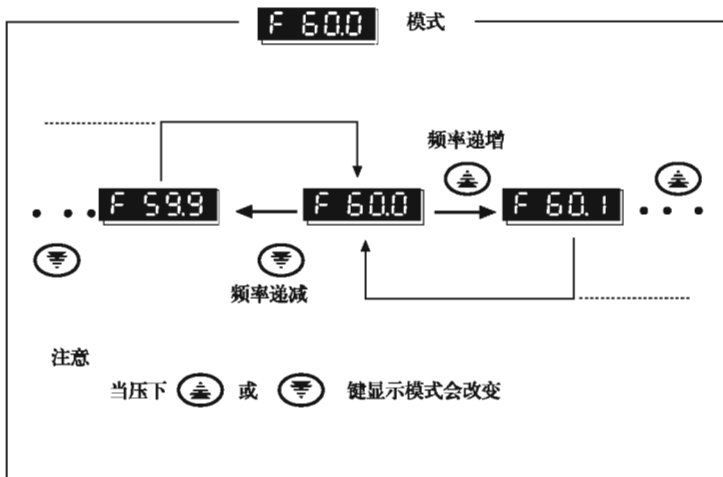 F 60.0 模式
频率递增
F 59.9 F 60.0 F 60.1
频率递减
注意
当压下 或 键显示模式会改变